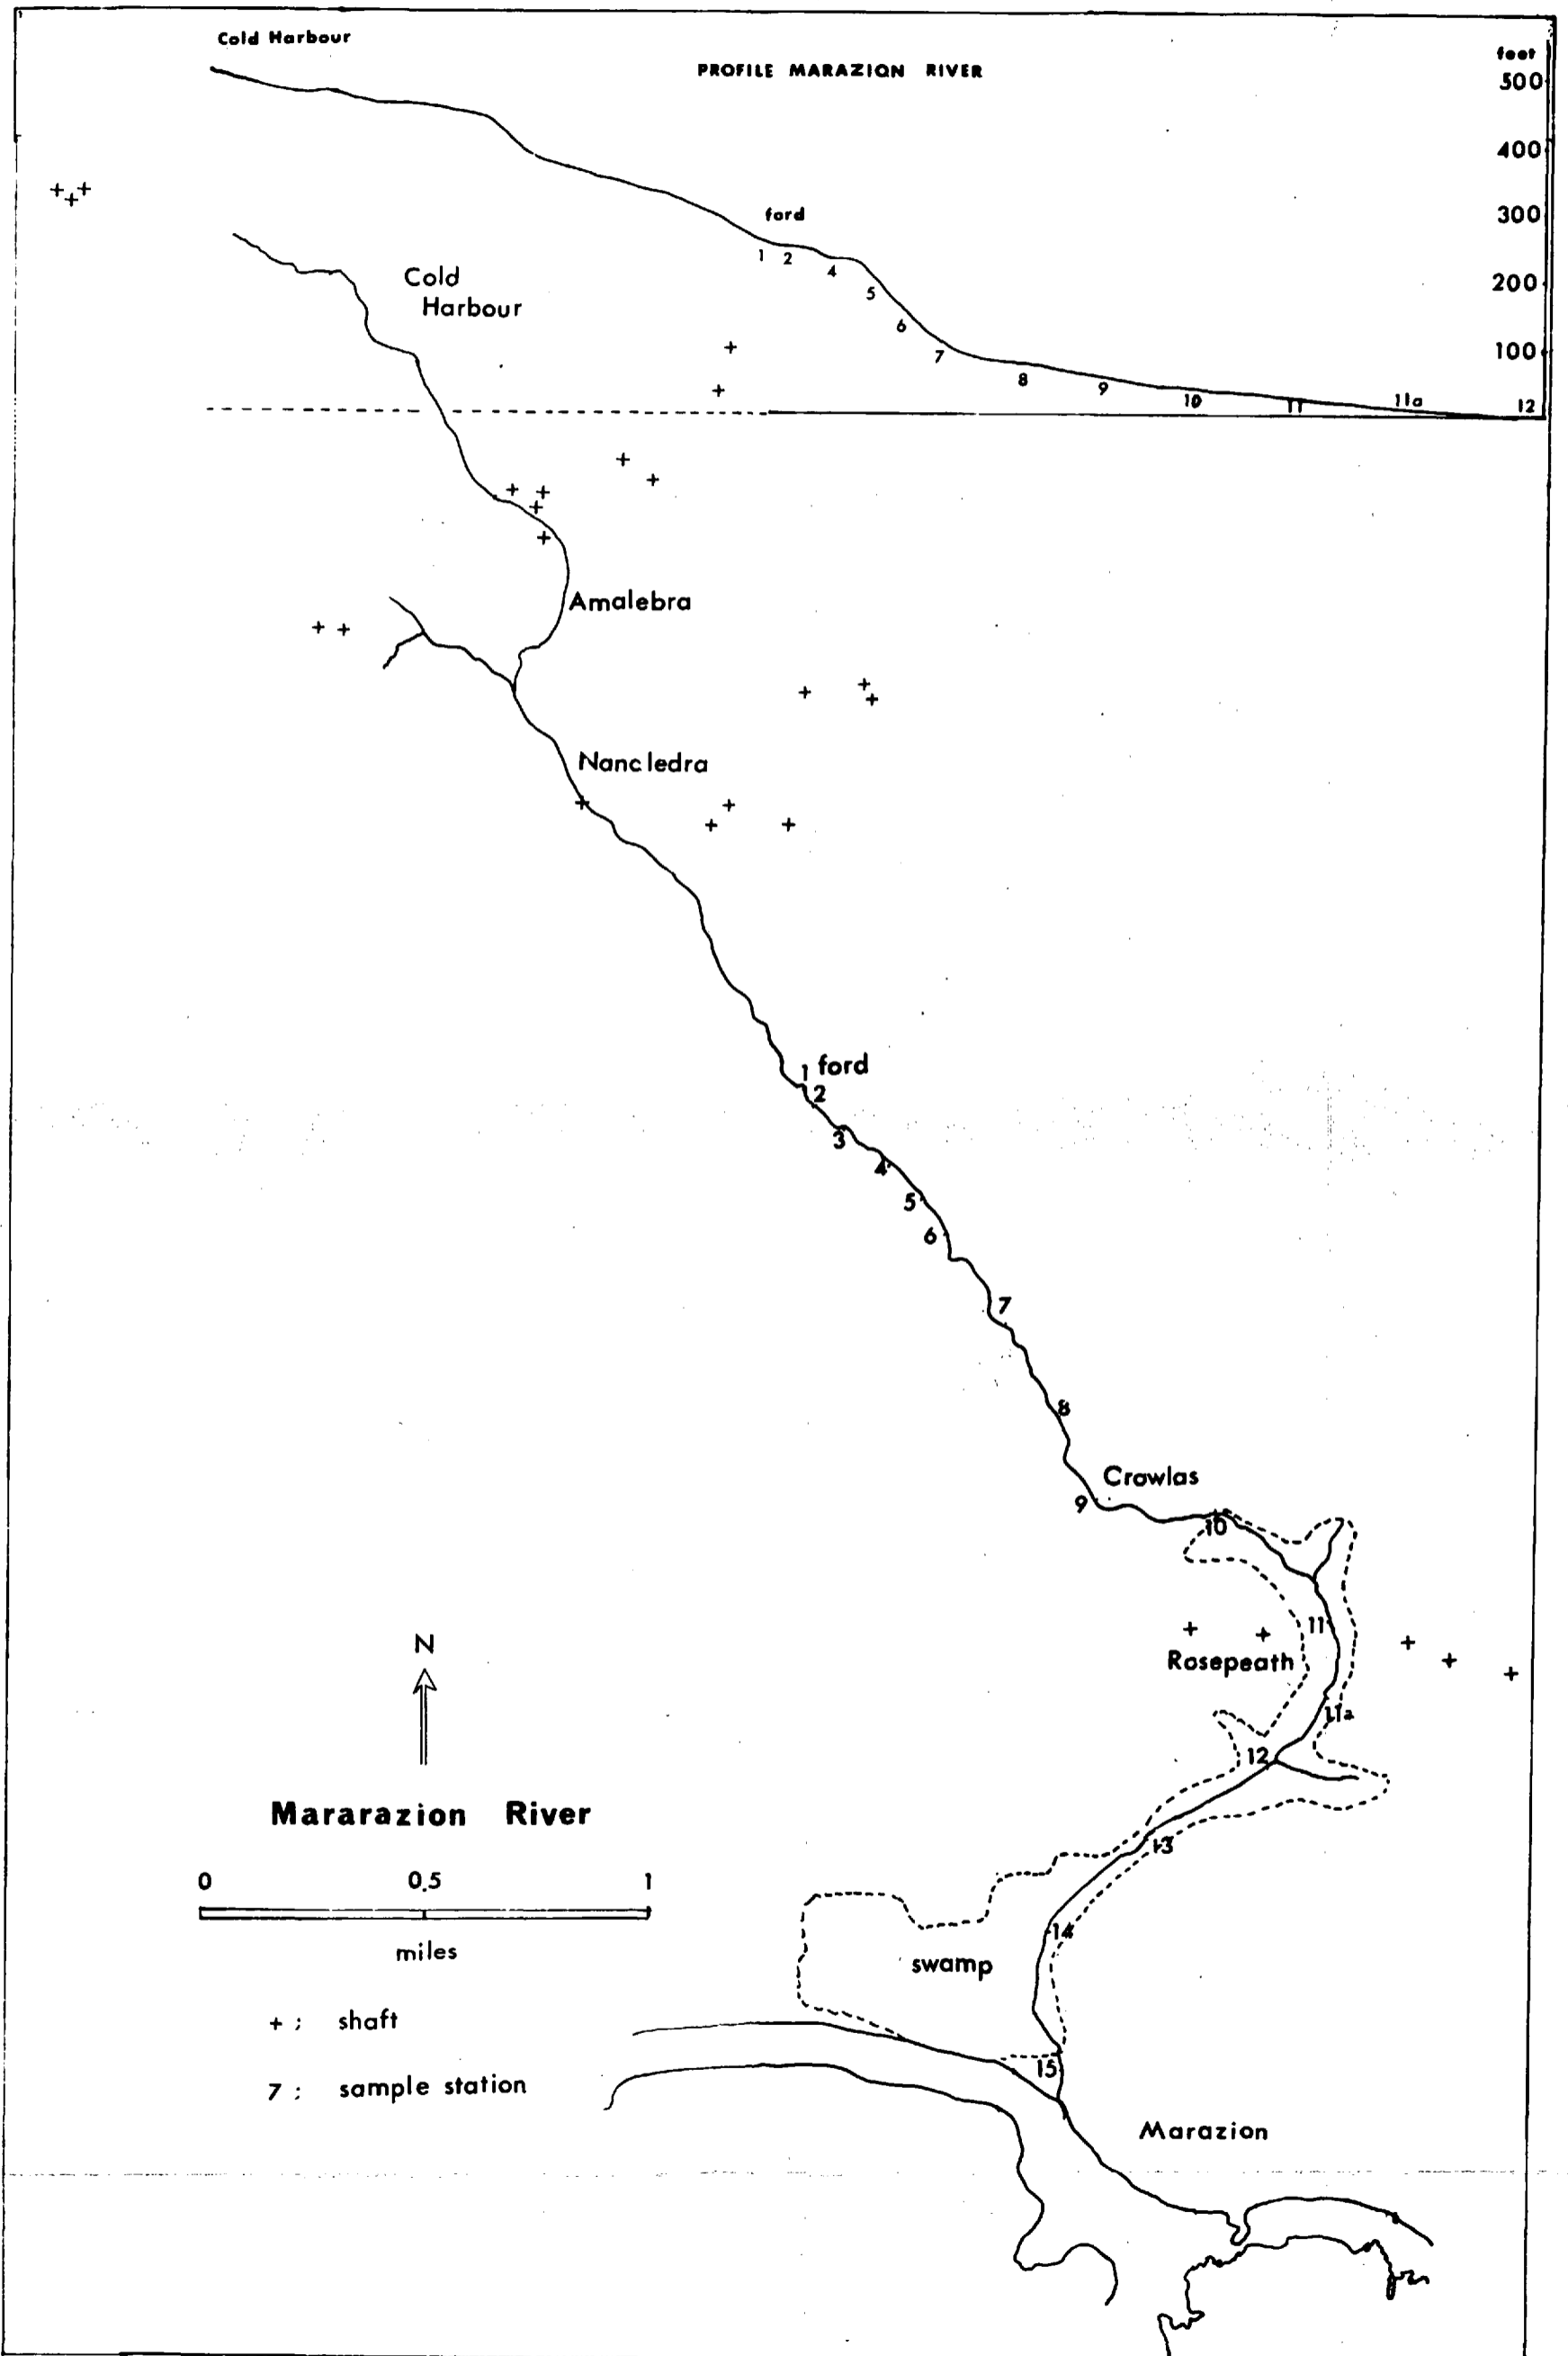 Cold Harbour
PROFILE MARAZION RIVER
feet
500
400
300
200
100
ford
1 2 4 5 6 7 8 9 10 11 11a 12
Cold
Harbour
Amalebra
Nancledra
1 ford
2
3
4
5
6
7
8
Crowlas
9
10
11
Rosepeath
11a
12
13
14
swamp
15
Marazion
N
Mararazion River
0 0.5 1
miles
+ ; shaft
7 ; sample station